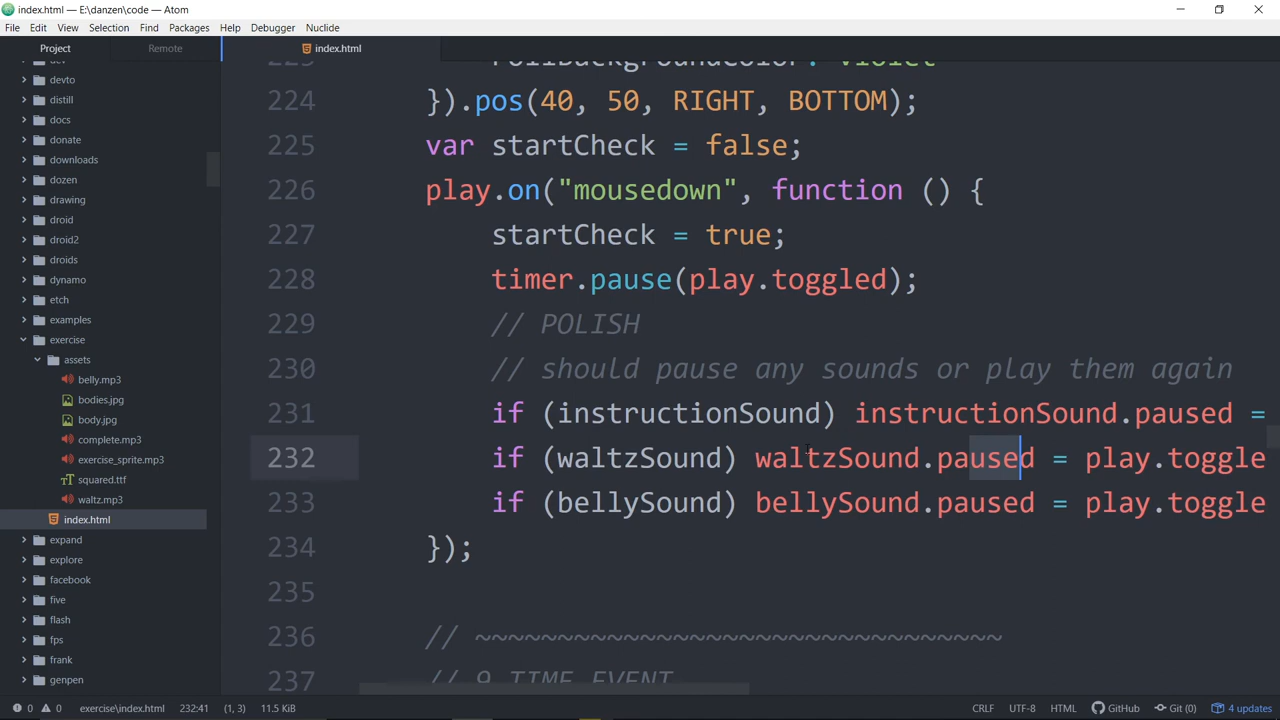 index.html — E:\danzen\code — Atom
File Edit View Selection Find Packages Help Debugger Nuclide
Project Remote index.html
dev
devto
distill
docs
donate
downloads
dozen
drawing
droid
droid2
droids
dynamo
etch
examples
exercise
assets
belly.mp3
bodies.jpg
body.jpg
complete.mp3
exercise_sprite.mp3
squared.ttf
waltz.mp3
index.html
expand
explore
facebook
five
flash
fps
frank
genpen
223 rollBackgroundColor: violet
224 }).pos(40, 50, RIGHT, BOTTOM);
225 var startCheck = false;
226 play.on("mousedown", function () {
227 startCheck = true;
228 timer.pause(play.toggled);
229 // POLISH
230 // should pause any sounds or play them again
231 if (instructionSound) instructionSound.paused =
232 if (waltzSound) waltzSound.paused = play.toggle
233 if (bellySound) bellySound.paused = play.toggle
234 });
235
236 // ~~~~~~~~~~~~~~~~~~~~~~~~~~~~~~~~
237 // 9 TIME EVENT
0 0 exercise\index.html 232:41 (1, 3) 11.5 KiB CRLF UTF-8 HTML GitHub Git (0) 4 updates